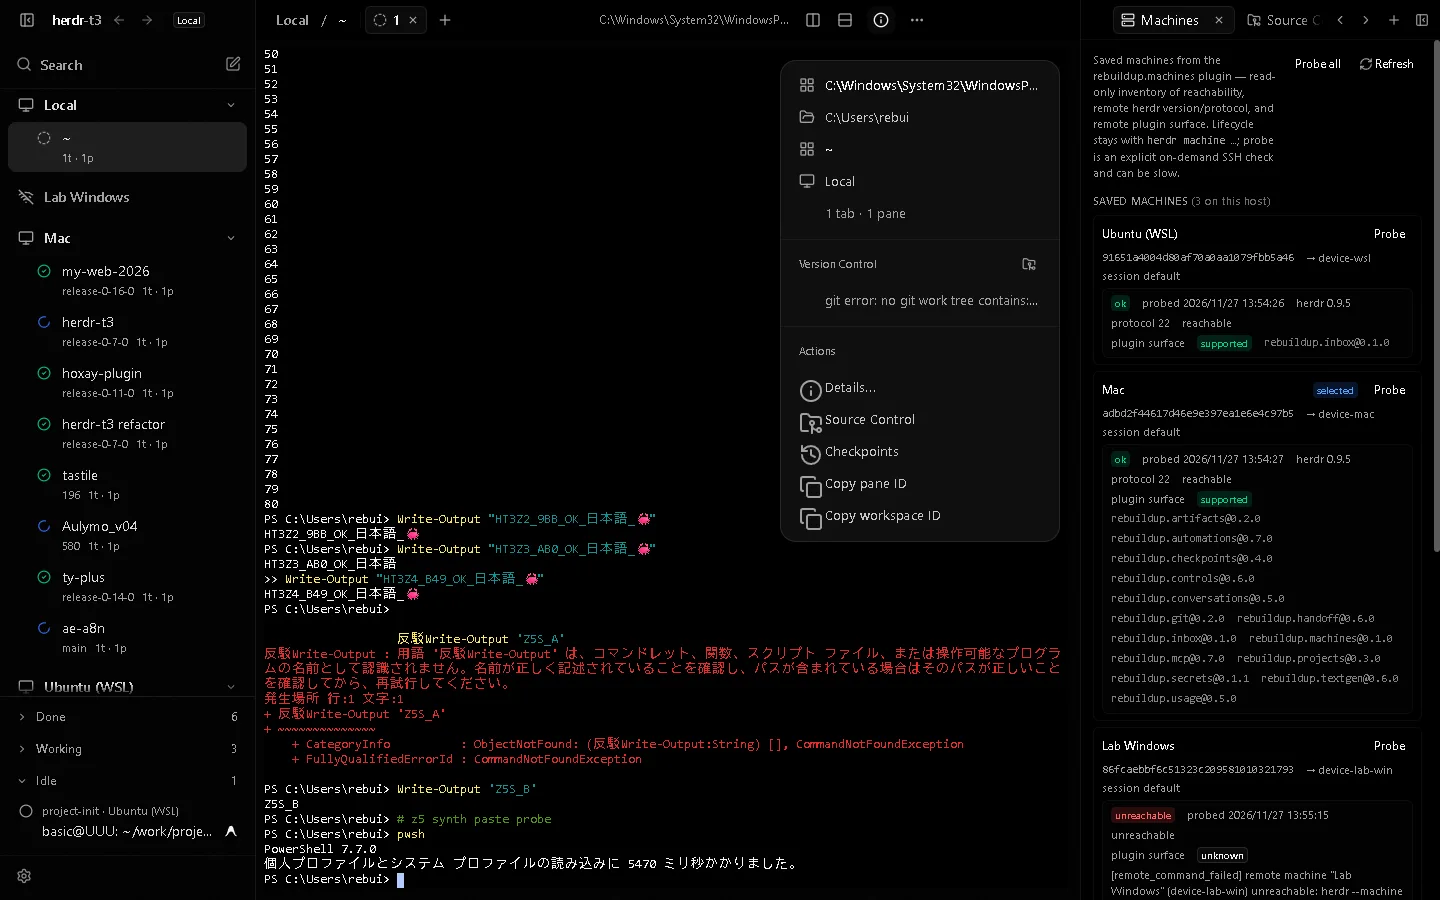 herdr-t3 Local
Search
Local
~
1t · 1p
Lab Windows
Mac
my-web-2026
release-0-16-0 1t · 1p
herdr-t3
release-0-7-0 1t · 1p
hoxay-plugin
release-0-11-0 1t · 1p
herdr-t3 refactor
release-0-7-0 1t · 1p
tastile
196 1t · 1p
Aulymo_v04
580 1t · 1p
ty-plus
release-0-14-0 1t · 1p
ae-a8n
main 1t · 1p
Ubuntu (WSL)
Done 6
Working 3
Idle 1
project-init · Ubuntu (WSL)
basic@UUU: ~/work/proje...
Local / ~ 1 C:\Windows\System32\WindowsP...
50
51
52
53
54
55
56
57
58
59
60
61
62
63
64
65
66
67
68
69
70
71
72
73
74
75
76
77
78
79
80
PS C:\Users\rebui> Write-Output "HT3Z2_9BB_OK_日本語_🦀"
HT3Z2_9BB_OK_日本語_🦀
PS C:\Users\rebui> Write-Output "HT3Z3_AB0_OK_日本語_🦀"
HT3Z3_AB0_OK_日本語
>> Write-Output "HT3Z4_B49_OK_日本語_🦀"
HT3Z4_B49_OK_日本語_🦀
PS C:\Users\rebui>
反駁Write-Output 'Z5S_A'
反駁Write-Output : 用語 '反駁Write-Output' は、コマンドレット、関数、スクリプト ファイル、または操作可能なプログラ
ムの名前として認識されません。名前が正しく記述されていることを確認し、パスが含まれている場合はそのパスが正しいこと
を確認してから、再試行してください。
発生場所 行:1 文字:1
+ 反駁Write-Output 'Z5S_A'
+ ~~~~~~~~~~~~~~
+ CategoryInfo : ObjectNotFound: (反駁Write-Output:String) [], CommandNotFoundException
+ FullyQualifiedErrorId : CommandNotFoundException
PS C:\Users\rebui> Write-Output 'Z5S_B'
Z5S_B
PS C:\Users\rebui> # z5 synth paste probe
PS C:\Users\rebui> pwsh
PowerShell 7.7.0
個人プロファイルとシステム プロファイルの読み込みに 5470 ミリ秒かかりました。
PS C:\Users\rebui>
C:\Windows\System32\WindowsP...
C:\Users\rebui
~
Local
1 tab · 1 pane
Version Control
git error: no git work tree contains:...
Actions
Details...
Source Control
Checkpoints
Copy pane ID
Copy workspace ID
Machines Source C
Saved machines from the
rebuildup.machines plugin — read-
only inventory of reachability,
remote herdr version/protocol, and
remote plugin surface. Lifecycle
stays with herdr machine …; probe
is an explicit on-demand SSH check
and can be slow.
Probe all Refresh
SAVED MACHINES (3 on this host)
Ubuntu (WSL) Probe
91651a4004d80af70a0aa1079fbb5a46 → device-wsl
session default
ok probed 2026/11/27 13:54:26 herdr 0.9.5
protocol 22 reachable
plugin surface supported rebuildup.inbox@0.1.0
Mac selected Probe
adbd2f44617d46e9e397ea1e6e4c97b5 → device-mac
session default
ok probed 2026/11/27 13:54:27 herdr 0.9.5
protocol 22 reachable
plugin surface supported
rebuildup.artifacts@0.2.0
rebuildup.automations@0.7.0
rebuildup.checkpoints@0.4.0
rebuildup.controls@0.6.0
rebuildup.conversations@0.5.0
rebuildup.git@0.2.0 rebuildup.handoff@0.6.0
rebuildup.inbox@0.1.0 rebuildup.machines@0.1.0
rebuildup.mcp@0.7.0 rebuildup.projects@0.3.0
rebuildup.secrets@0.1.1 rebuildup.textgen@0.6.0
rebuildup.usage@0.5.0
Lab Windows Probe
86fcaebbf6c51323c209581010321793 → device-lab-win
session default
unreachable probed 2026/11/27 13:55:15
unreachable
plugin surface unknown
[remote_command_failed] remote machine "Lab
Windows" (device-lab-win) unreachable: herdr --machine